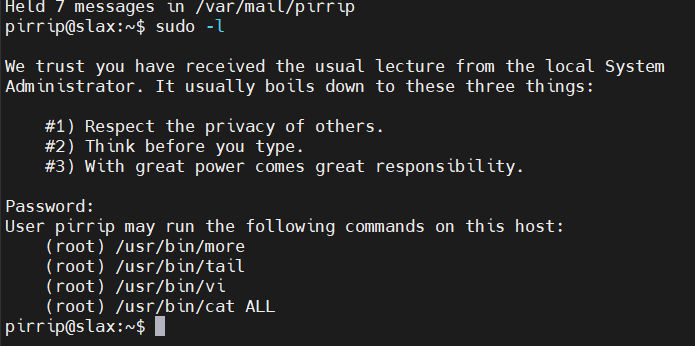 Held 7 messages in /var/mail/pirrip
pirrip@slax:~$ sudo -l
We trust you have received the usual lecture from the local System
Administrator. It usually boils down to these three things:
#1) Respect the privacy of others.
#2) Think before you type.
#3) With great power comes great responsibility.
Password:
User pirrip may run the following commands on this host:
(root) /usr/bin/more
(root) /usr/bin/tail
(root) /usr/bin/vi
(root) /usr/bin/cat ALL
pirrip@slax:~$